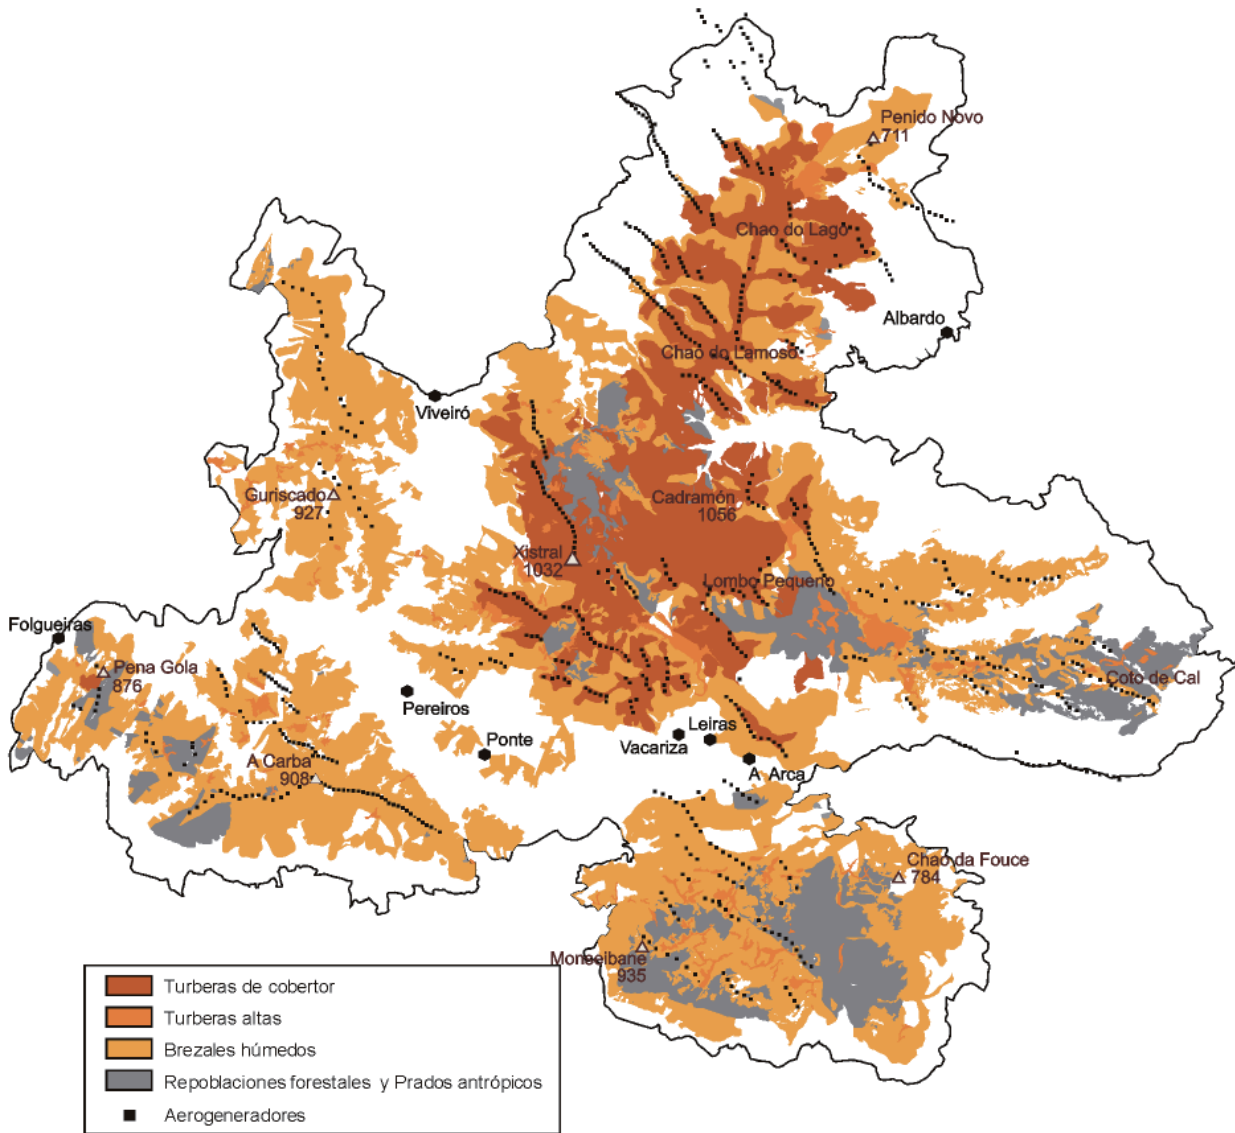 Penido Novo
711
Chao do Lago
Albardo
Chao do Lamoso
Viveiró
Guriscado
927
Cadramón
1056
Xistral
1032
Lombo Pequeno
Folgueiras
Pena Gola
876
Coto de Cal
Pereiros
Leiras
Ponte
Vacariza
A Carba
908
A Arca
Chao da Fouce
784
Monseibane
935
Turberas de cobertor
Turberas altas
Brezales húmedos
Repoblaciones forestales y Prados antrópicos
Aerogeneradores